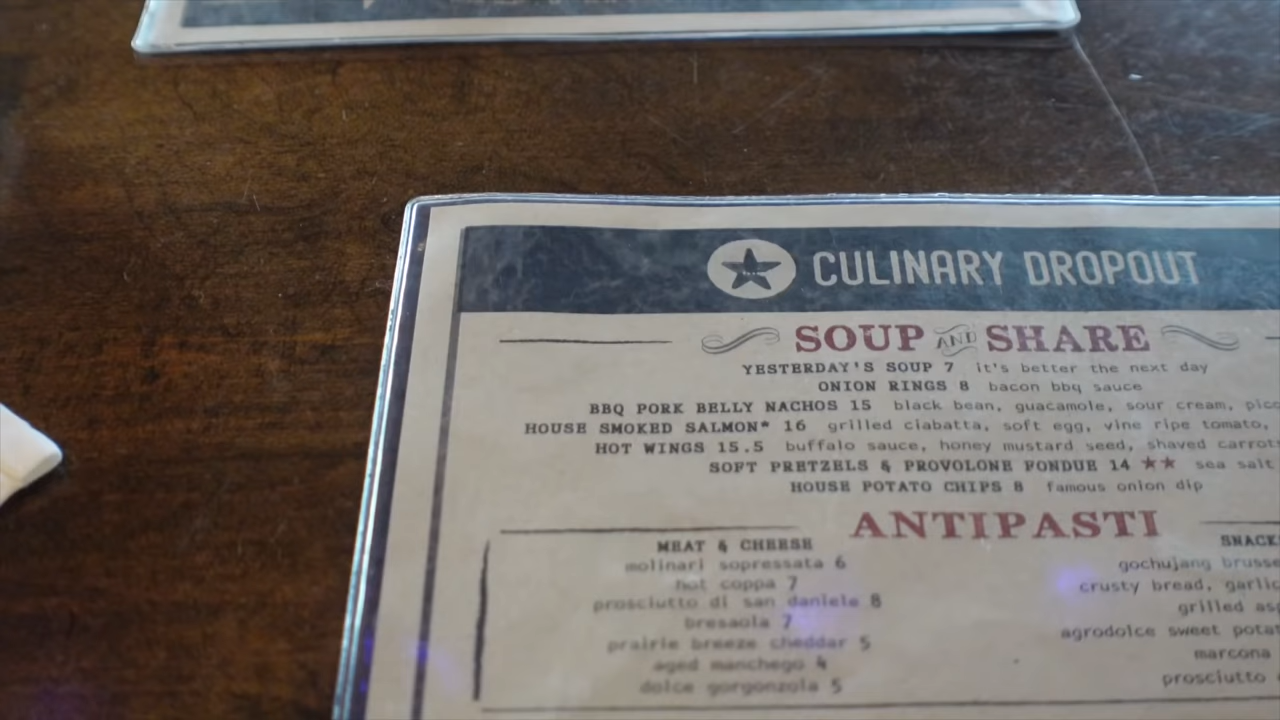 CULINARY DROPOUT
SOUP AND SHARE
YESTERDAY'S SOUP 7 it's better the next day
ONION RINGS 8 bacon bbq sauce
BBQ PORK BELLY NACHOS 15 black bean, guacamole, sour cream, pico
HOUSE SMOKED SALMON* 16 grilled ciabatta, soft egg, vine ripe tomato,
HOT WINGS 15.5 buffalo sauce, honey mustard seed, shaved carrots
SOFT PRETZELS & PROVOLONE FONDUE 14 ★★ sea salt
HOUSE POTATO CHIPS 8 famous onion dip
ANTIPASTI
MEAT & CHEESE
molinari sopressata 6
hot coppa 7
prosciutto di san daniele 8
bresaola 7
prairie breeze cheddar 5
aged manchego 4
dolce gorgonzola 5
SNACK
gochujang brusse
crusty bread, garlic
grilled asp
agrodolce sweet potat
marcona
prosciutto